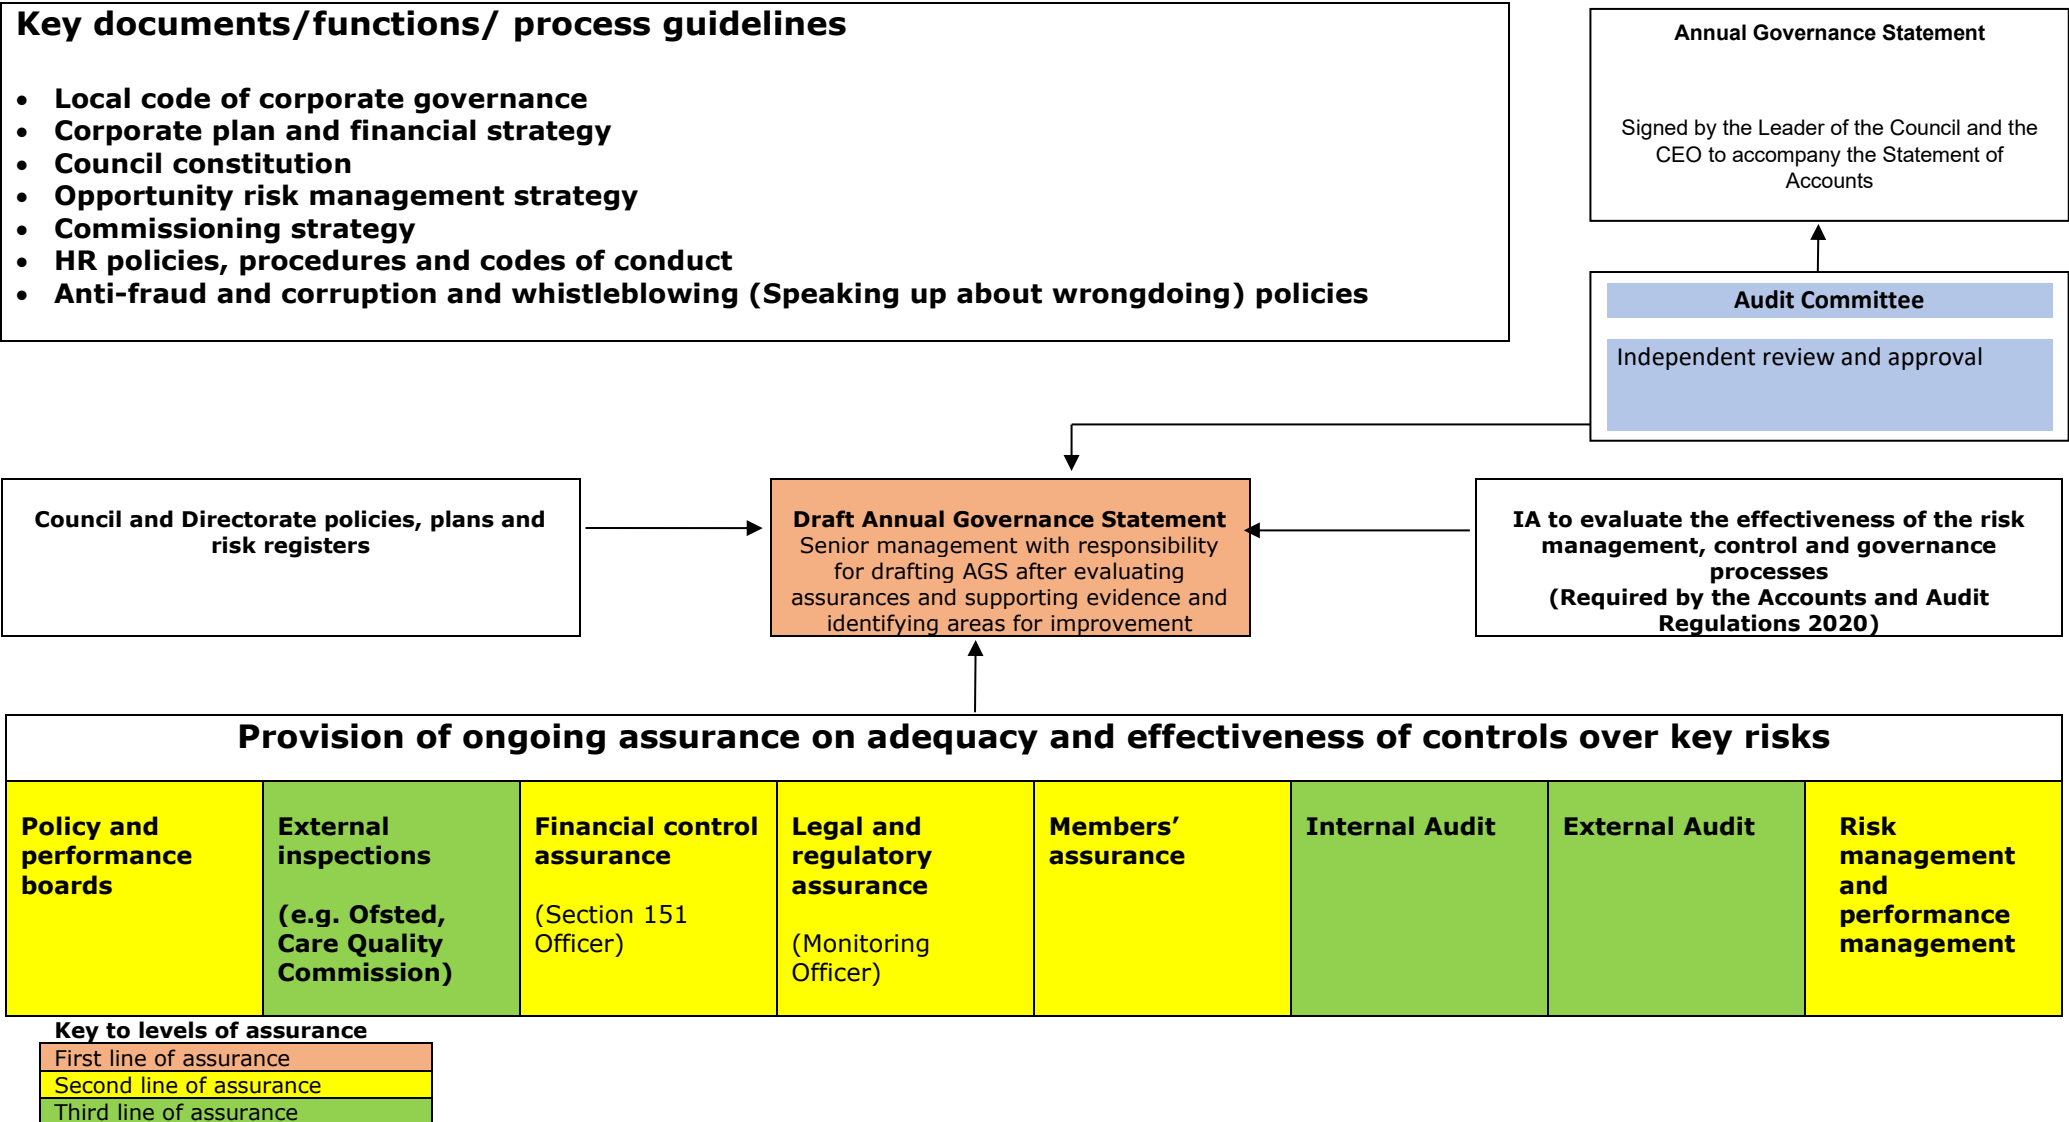 Key documents/functions/ process guidelines
• Local code of corporate governance
• Corporate plan and financial strategy
• Council constitution
• Opportunity risk management strategy
• Commissioning strategy
• HR policies, procedures and codes of conduct
• Anti-fraud and corruption and whistleblowing (Speaking up about wrongdoing) policies
Annual Governance Statement
Signed by the Leader of the Council and the
CEO to accompany the Statement of
Accounts
Audit Committee
Independent review and approval
Council and Directorate policies, plans and
risk registers
Draft Annual Governance Statement
Senior management with responsibility
for drafting AGS after evaluating
assurances and supporting evidence and
identifying areas for improvement
IA to evaluate the effectiveness of the risk
management, control and governance
processes
(Required by the Accounts and Audit
Regulations 2020)
Provision of ongoing assurance on adequacy and effectiveness of controls over key risks
Policy and
performance
boards
External
inspections
(e.g. Ofsted,
Care Quality
Commission)
Financial control
assurance
(Section 151
Officer)
Legal and
regulatory
assurance
(Monitoring
Officer)
Members’
assurance
Internal Audit
External Audit
Risk
management
and
performance
management
Key to levels of assurance
First line of assurance
Second line of assurance
Third line of assurance